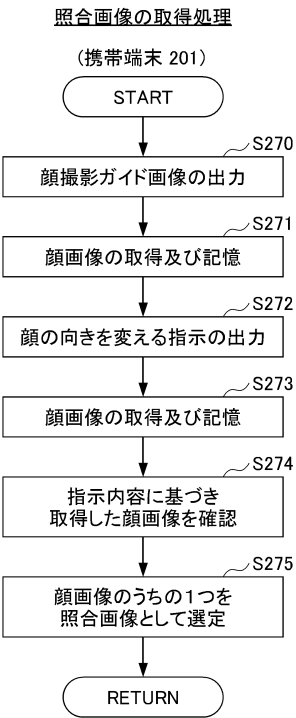 照合画像の取得処理
（携帯端末 201）
START
S270
顔撮影ガイド画像の出力
S271
顔画像の取得及び記憶
S272
顔の向きを変える指示の出力
S273
顔画像の取得及び記憶
S274
指示内容に基づき
取得した顔画像を確認
S275
顔画像のうちの１つを
照合画像として選定
RETURN